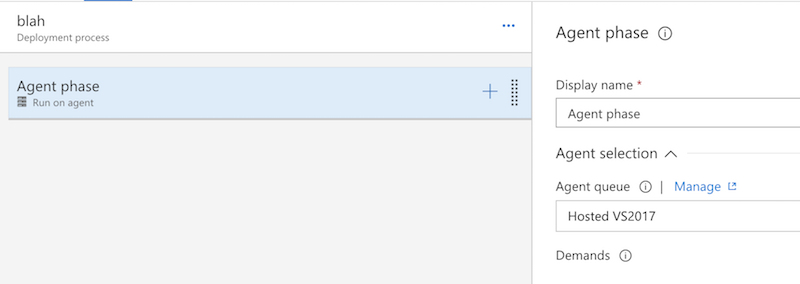 blah
Deployment process
Agent phase
Run on agent
Agent phase
Display name *
Agent phase
Agent selection
Agent queue | Manage
Hosted VS2017
Demands